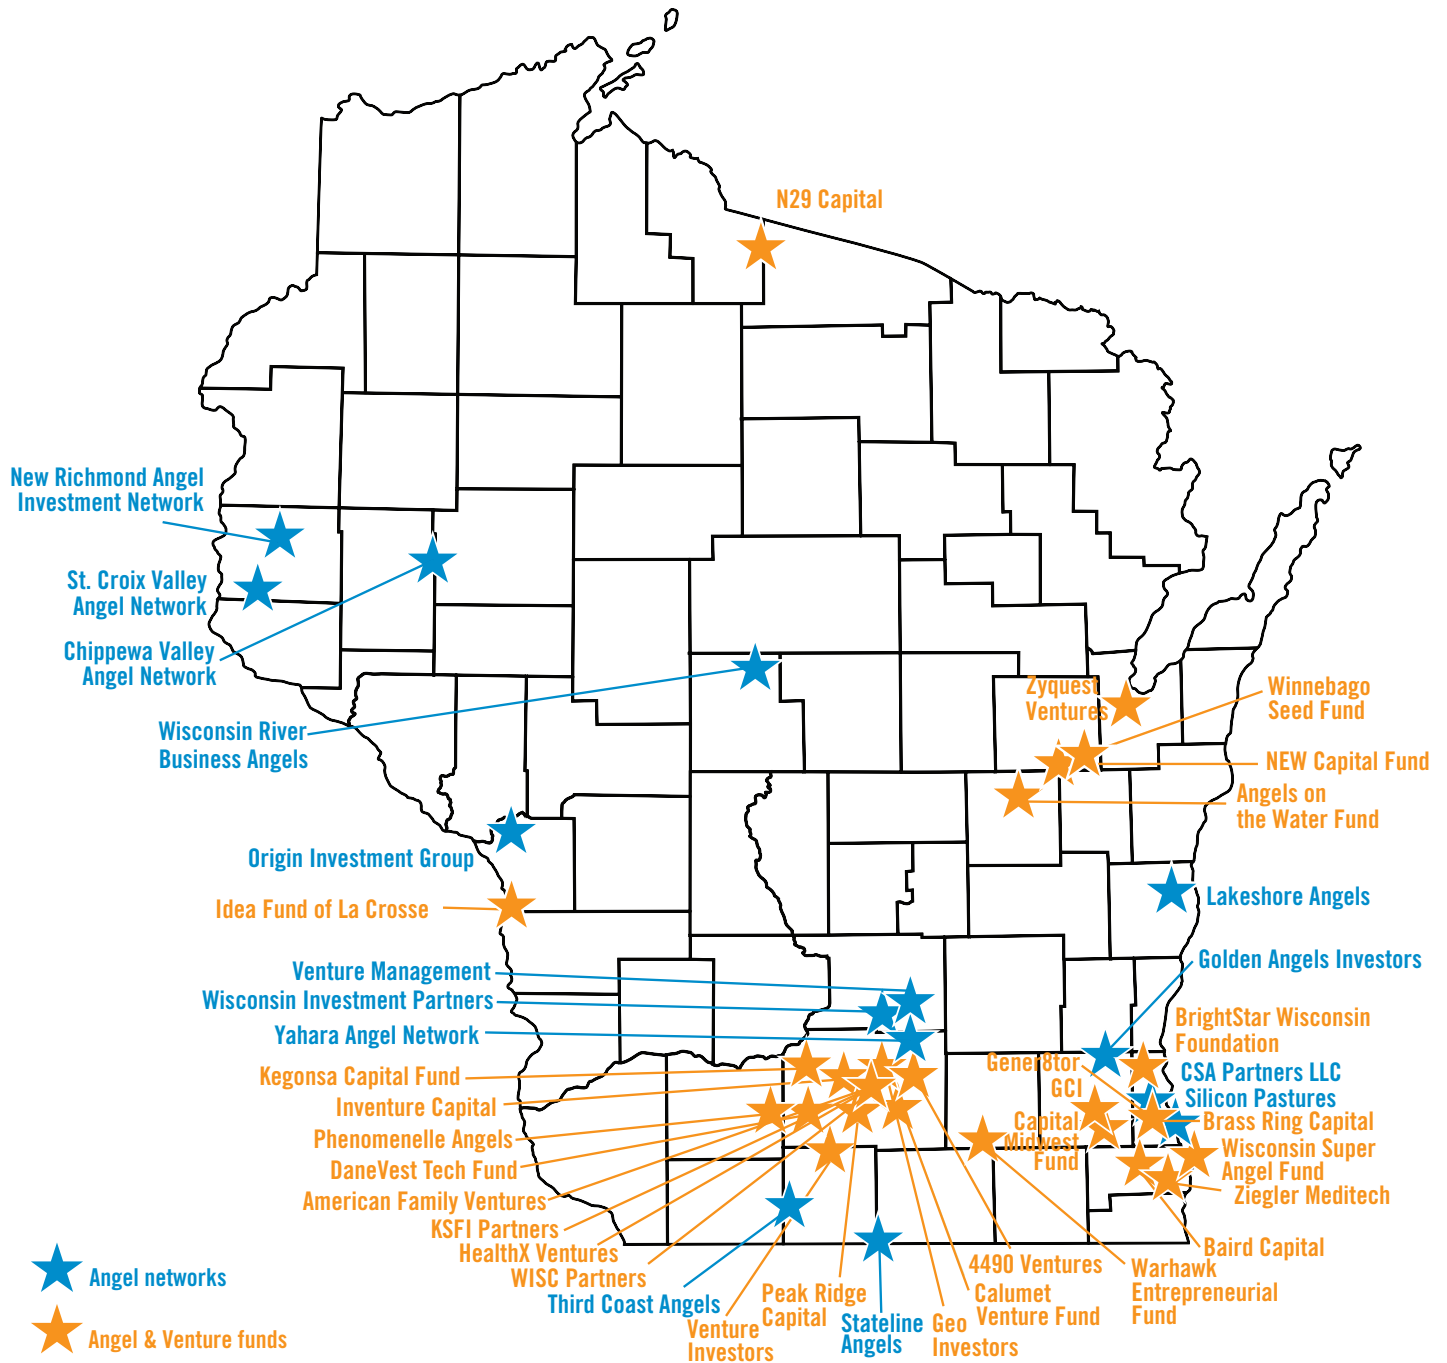 N29 Capital
New Richmond Angel
Investment Network
St. Croix Valley
Angel Network
Chippewa Valley
Angel Network
Wisconsin River
Business Angels
Zyquest
Ventures
Winnebago
Seed Fund
NEW Capital Fund
Angels on
the Water Fund
Origin Investment Group
Idea Fund of La Crosse
Lakeshore Angels
Golden Angels Investors
Venture Management
Wisconsin Investment Partners
Yahara Angel Network
Kegonsa Capital Fund
Inventure Capital
Phenomenelle Angels
DaneVest Tech Fund
American Family Ventures
KSFI Partners
HealthX Ventures
WISC Partners
Third Coast Angels
Venture
Investors
Peak Ridge
Capital
Stateline
Angels
Geo
Investors
Calumet
Venture Fund
4490 Ventures
Warhawk
Entrepreneurial
Fund
BrightStar Wisconsin
Foundation
Gener8tor
CSA Partners LLC
GCI
Silicon Pastures
Capital
Midwest
Fund
Brass Ring Capital
Wisconsin Super
Angel Fund
Ziegler Meditech
Baird Capital
Angel networks
Angel & Venture funds